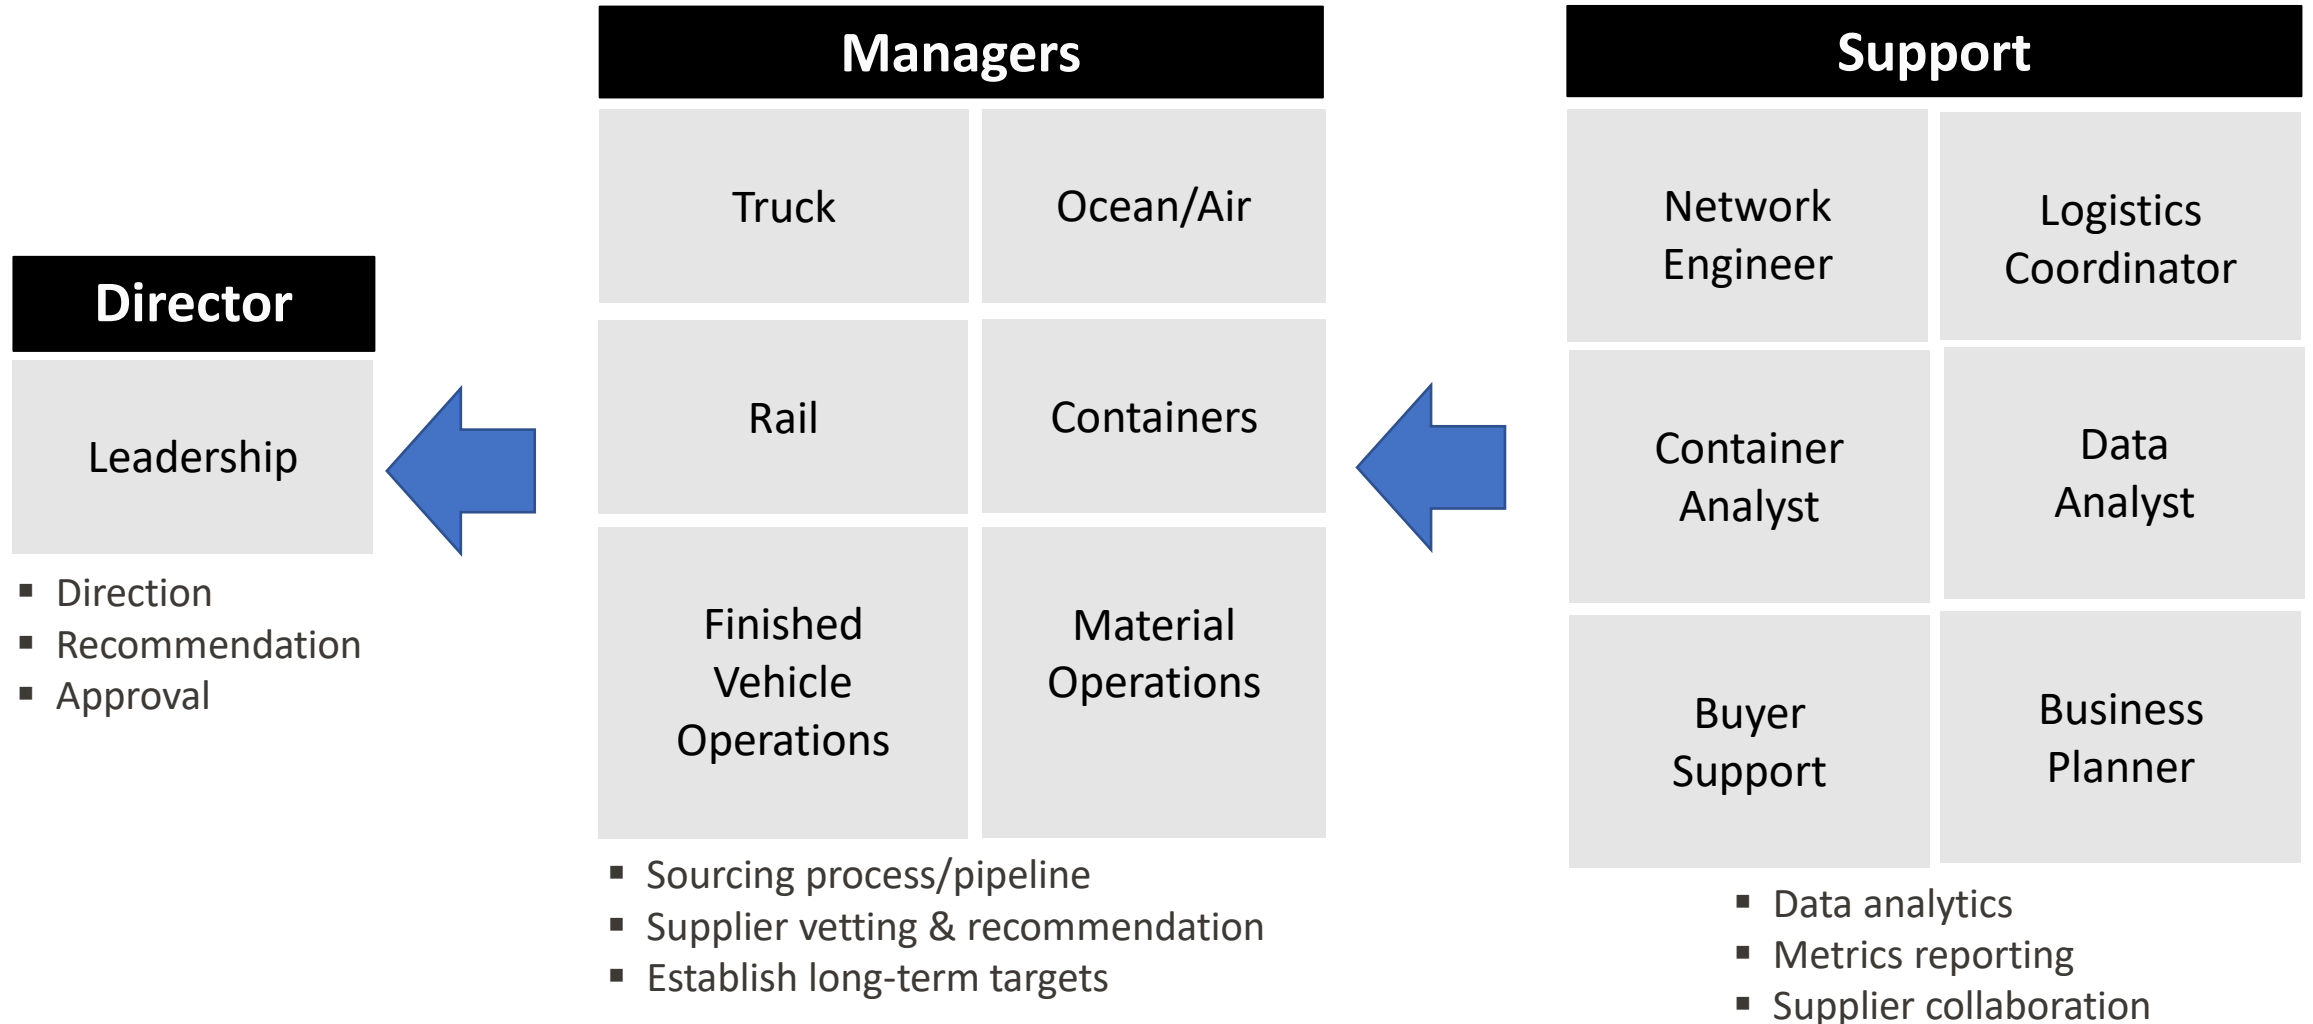 Director
Leadership
▪ Direction
▪ Recommendation
▪ Approval
Managers
Truck
Ocean/Air
Rail
Containers
Finished
Vehicle
Operations
Material
Operations
▪ Sourcing process/pipeline
▪ Supplier vetting & recommendation
▪ Establish long-term targets
Support
Network
Engineer
Logistics
Coordinator
Container
Analyst
Data
Analyst
Buyer
Support
Business
Planner
▪ Data analytics
▪ Metrics reporting
▪ Supplier collaboration